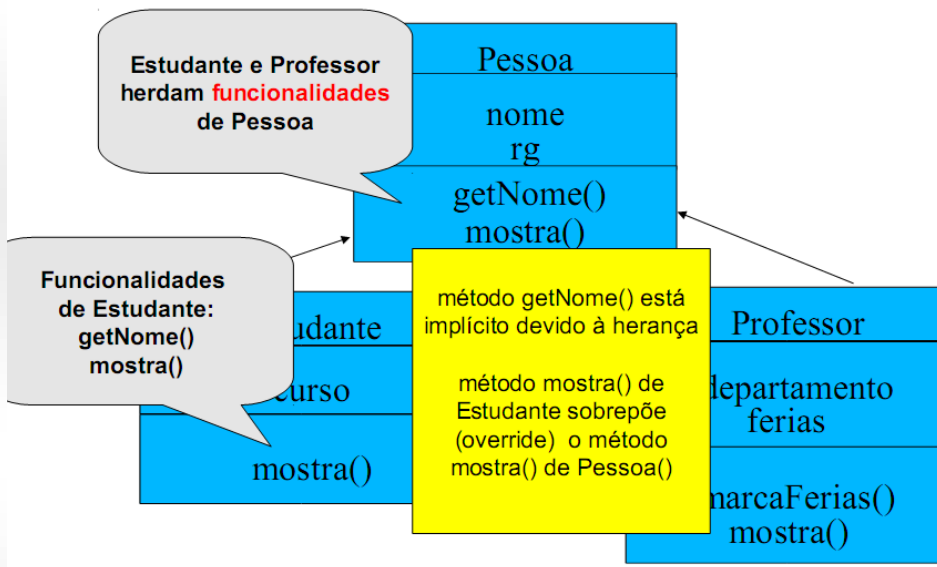 Estudante e Professor
herdam funcionalidades
de Pessoa
Pessoa
nome
rg
getNome()
mostra()
Funcionalidades
de Estudante:
getNome()
mostra()
udante
curso
mostra()
método getNome() está
implícito devido à herança
método mostra() de
Estudante sobrepõe
(override) o método
mostra() de Pessoa()
Professor
departamento
ferias
marcaFerias()
mostra()